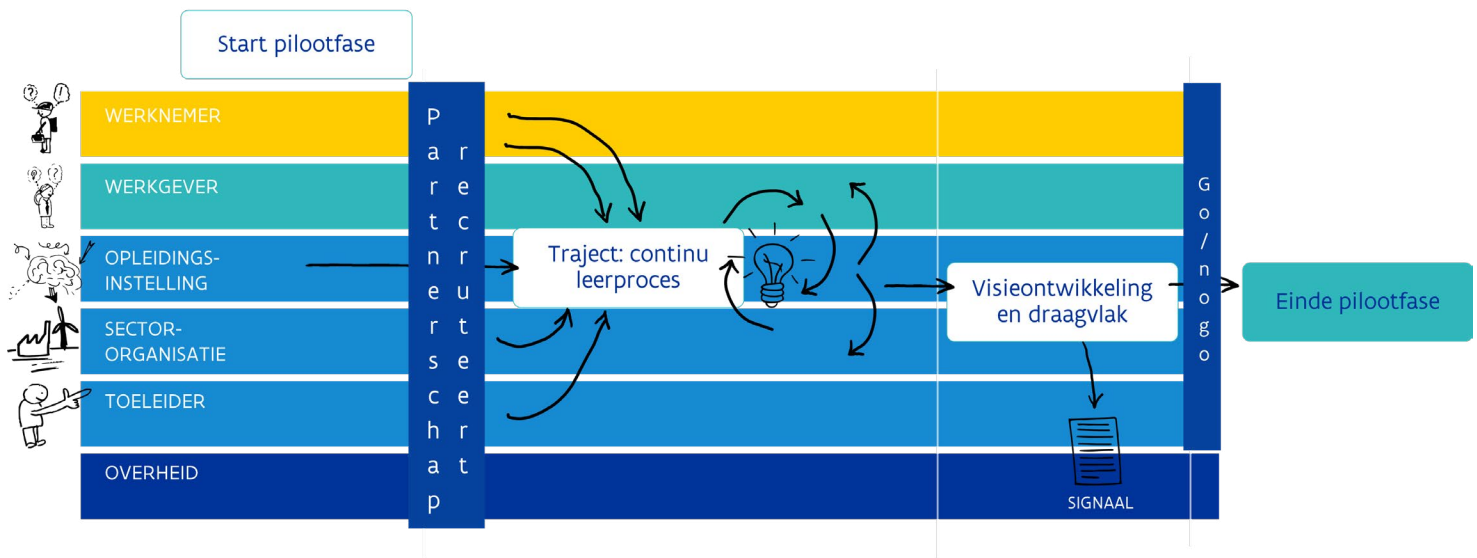 Start pilootfase
WERKNEMER
WERKGEVER
OPLEIDINGS-
INSTELLING
SECTOR-
ORGANISATIE
TOELEIDER
OVERHEID
Partnerschap
recruteert
Traject: continu
leerproces
Visieontwikkeling
en draagvlak
SIGNAAL
Go/nogo
Einde pilootfase
? !
? ?